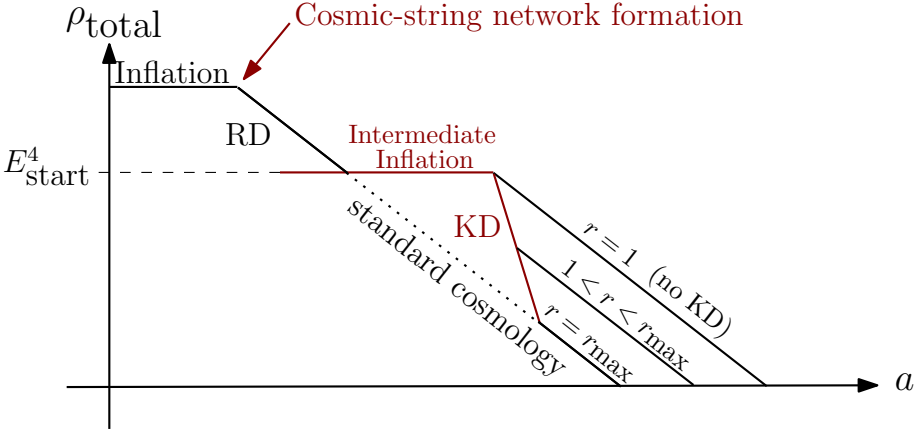 Cosmic-string network formation
ρtotal
Inflation
RD
Intermediate
Inflation
E⁴start
KD
standard cosmology
r = 1 (no KD)
1 < r < rmax
r = rmax
a